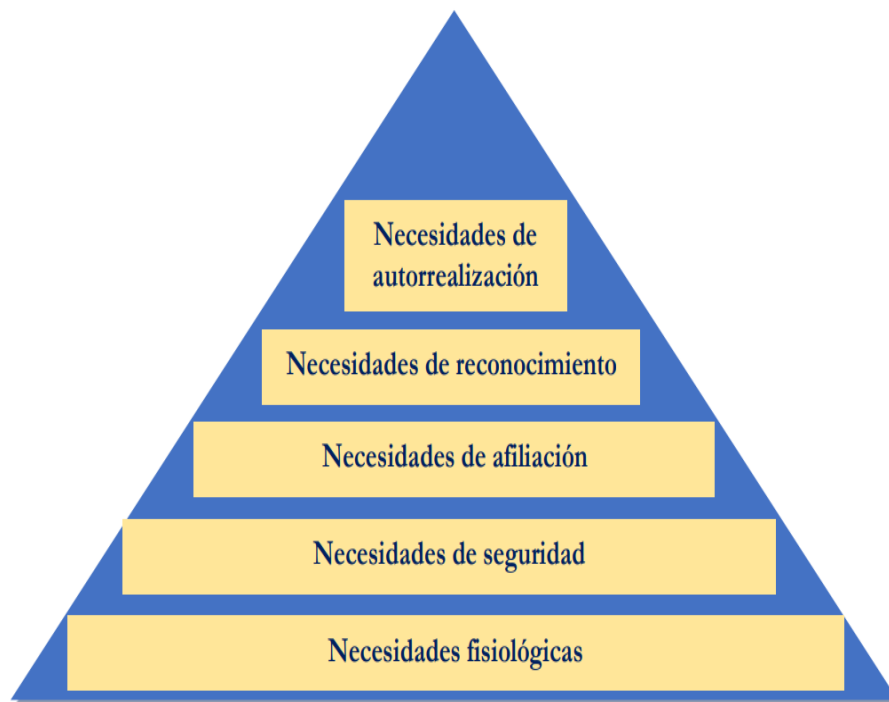 Necesidades de
autorrealización
Necesidades de reconocimiento
Necesidades de afiliación
Necesidades de seguridad
Necesidades fisiológicas